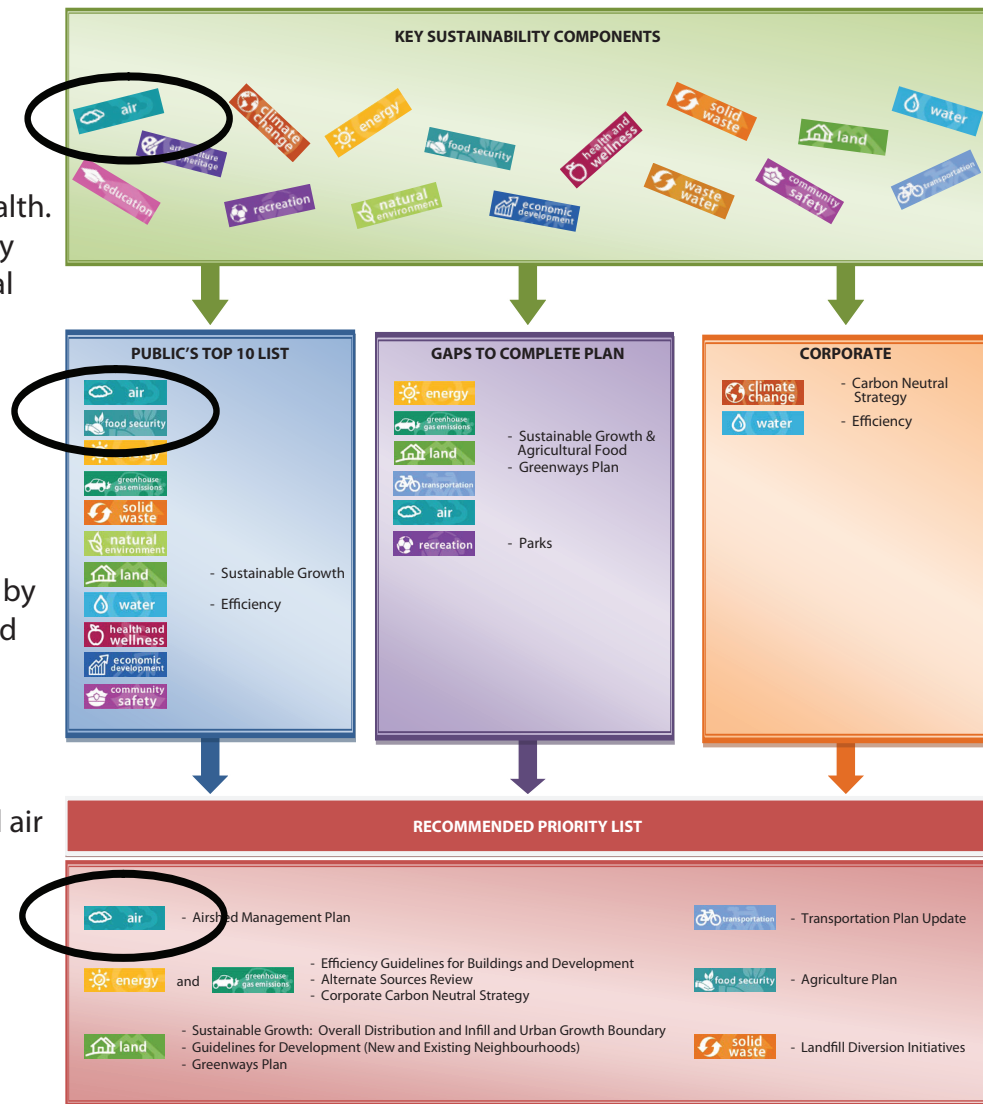 KEY SUSTAINABILITY COMPONENTS
air
climate change
energy
food security
health and wellness
solid waste
land
water
education
recreation
natural environment
economic development
waste water
community safety
transportation
heritage
alth.
y
al
by
d
l air
PUBLIC'S TOP 10 LIST
air
food security
greenhouse gas emissions
solid waste
natural environment
land - Sustainable Growth
water - Efficiency
health and wellness
economic development
community safety
GAPS TO COMPLETE PLAN
energy
greenhouse gas emissions
land
- Sustainable Growth &
Agricultural Food
- Greenways Plan
transportation
air
recreation - Parks
CORPORATE
climate change - Carbon Neutral
Strategy
water - Efficiency
RECOMMENDED PRIORITY LIST
air - Airshed Management Plan
energy and greenhouse gas emissions
- Efficiency Guidelines for Buildings and Development
- Alternate Sources Review
- Corporate Carbon Neutral Strategy
land
- Sustainable Growth: Overall Distribution and Infill and Urban Growth Boundary
- Guidelines for Development (New and Existing Neighbourhoods)
- Greenways Plan
transportation - Transportation Plan Update
food security - Agriculture Plan
solid waste - Landfill Diversion Initiatives